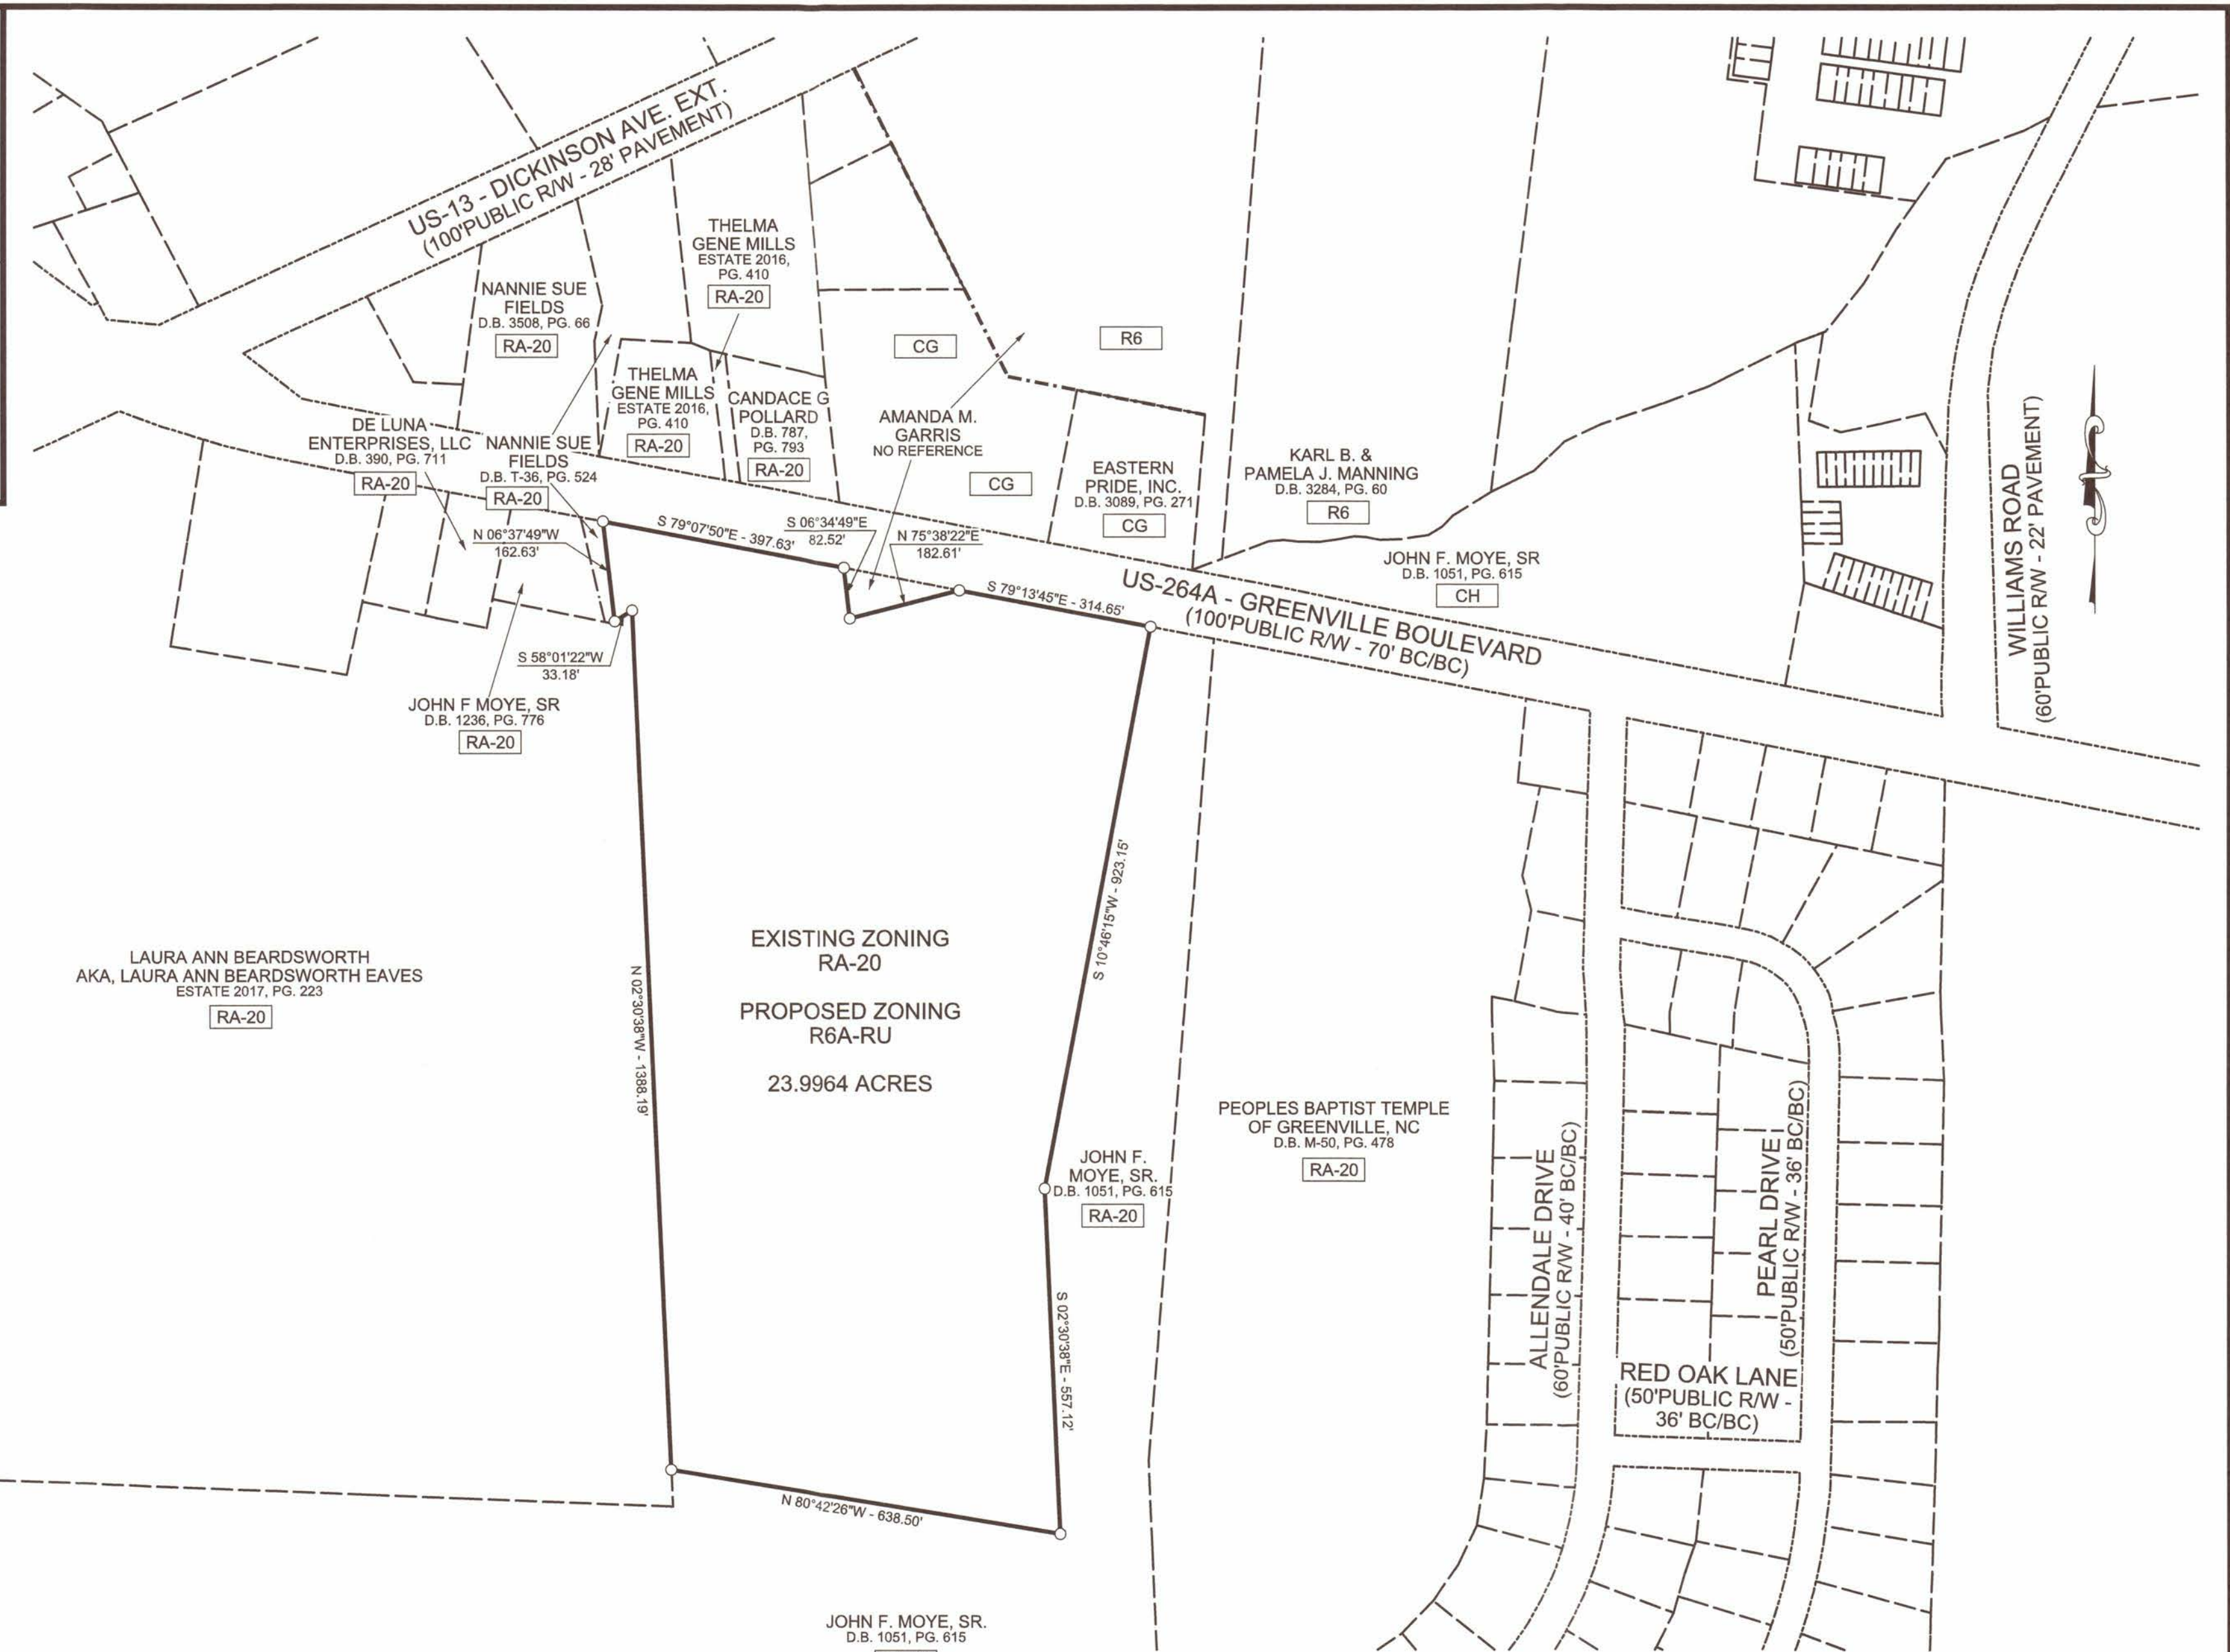 US-13 - DICKINSON AVE. EXT.
(100'PUBLIC R/W - 28' PAVEMENT)
THELMA
GENE MILLS
ESTATE 2016,
PG. 410
RA-20
NANNIE SUE
FIELDS
D.B. 3508, PG. 66
RA-20
CG
R6
THELMA
GENE MILLS
ESTATE 2016,
PG. 410
RA-20
CANDACE G
POLLARD
D.B. 787,
PG. 793
RA-20
AMANDA M.
GARRIS
NO REFERENCE
DE LUNA
ENTERPRISES, LLC
D.B. 390, PG. 711
RA-20
NANNIE SUE
FIELDS
D.B. T-36, PG. 524
RA-20
CG
EASTERN
PRIDE, INC.
D.B. 3089, PG. 271
CG
KARL B. &
PAMELA J. MANNING
D.B. 3284, PG. 60
R6
JOHN F. MOYE, SR
D.B. 1051, PG. 615
CH
WILLIAMS ROAD
(60'PUBLIC R/W - 22' PAVEMENT)
N 06°37'49"W
162.63'
S 79°07'50"E - 397.63'
S 06°34'49"E
82.52'
N 75°38'22"E
182.61'
S 79°13'45"E - 314.65'
US-264A - GREENVILLE BOULEVARD
(100'PUBLIC R/W - 70' BC/BC)
S 58°01'22"W
33.18'
JOHN F MOYE, SR
D.B. 1236, PG. 776
RA-20
S 10°46'15"W - 923.15'
LAURA ANN BEARDSWORTH
AKA, LAURA ANN BEARDSWORTH EAVES
ESTATE 2017, PG. 223
RA-20
N 02°30'38"W - 1388.19'
EXISTING ZONING
RA-20
PROPOSED ZONING
R6A-RU
23.9964 ACRES
PEOPLES BAPTIST TEMPLE
OF GREENVILLE, NC
D.B. M-50, PG. 478
RA-20
JOHN F.
MOYE, SR.
D.B. 1051, PG. 615
RA-20
ALLENDALE DRIVE
(60'PUBLIC R/W - 40' BC/BC)
PEARL DRIVE
(50'PUBLIC R/W - 36' BC/BC)
RED OAK LANE
(50'PUBLIC R/W -
36' BC/BC)
S 02°30'38"E - 557.12'
N 80°42'26"W - 638.50'
JOHN F. MOYE, SR.
D.B. 1051, PG. 615